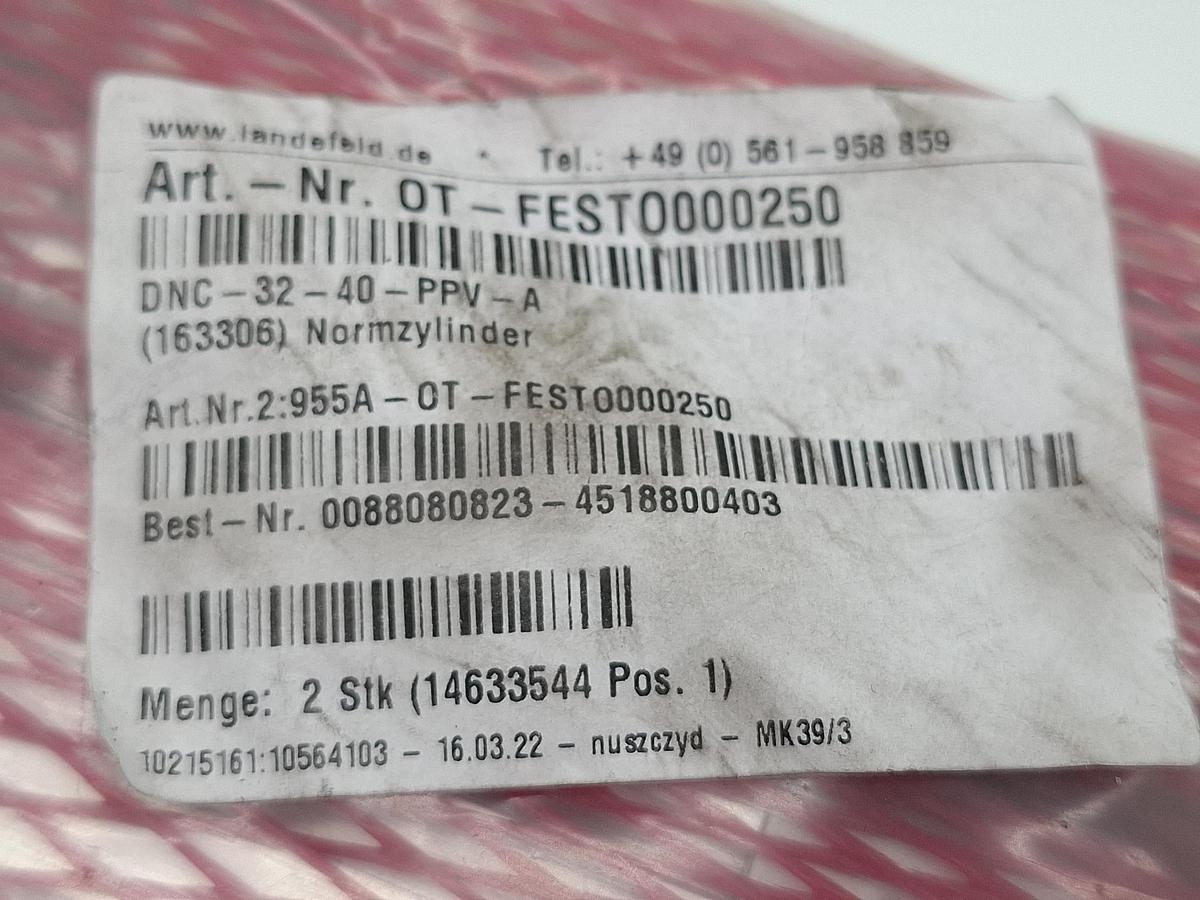 www.landefeld.de • Tel.: +49 (0) 561-958 859
Art.-Nr. OT-FESTO000250
DNC-32-40-PPV-A
(163306) Normzylinder
Art.Nr.2:955A-OT-FESTO000250
Best-Nr. 0088080823-4518800403
Menge: 2 Stk (14633544 Pos. 1)
10215161:10564103 - 16.03.22 - nuszczyd - MK39/3